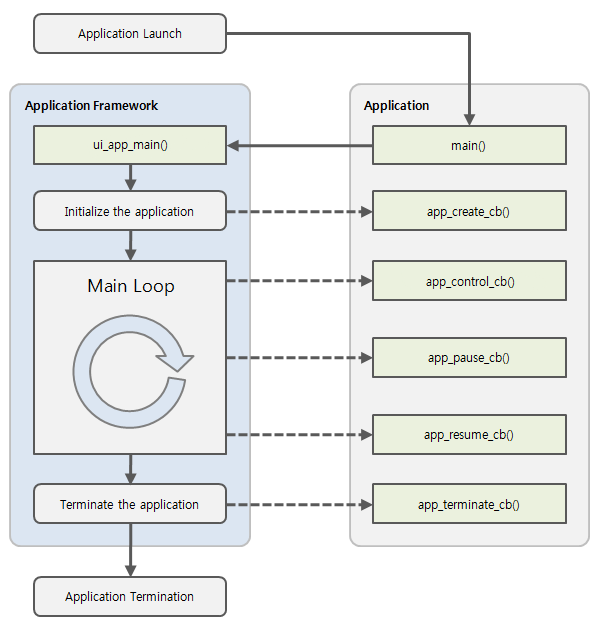 Application Launch
Application Framework
Application
ui_app_main()
main()
Initialize the application
app_create_cb()
Main Loop
app_control_cb()
app_pause_cb()
app_resume_cb()
Terminate the application
app_terminate_cb()
Application Termination